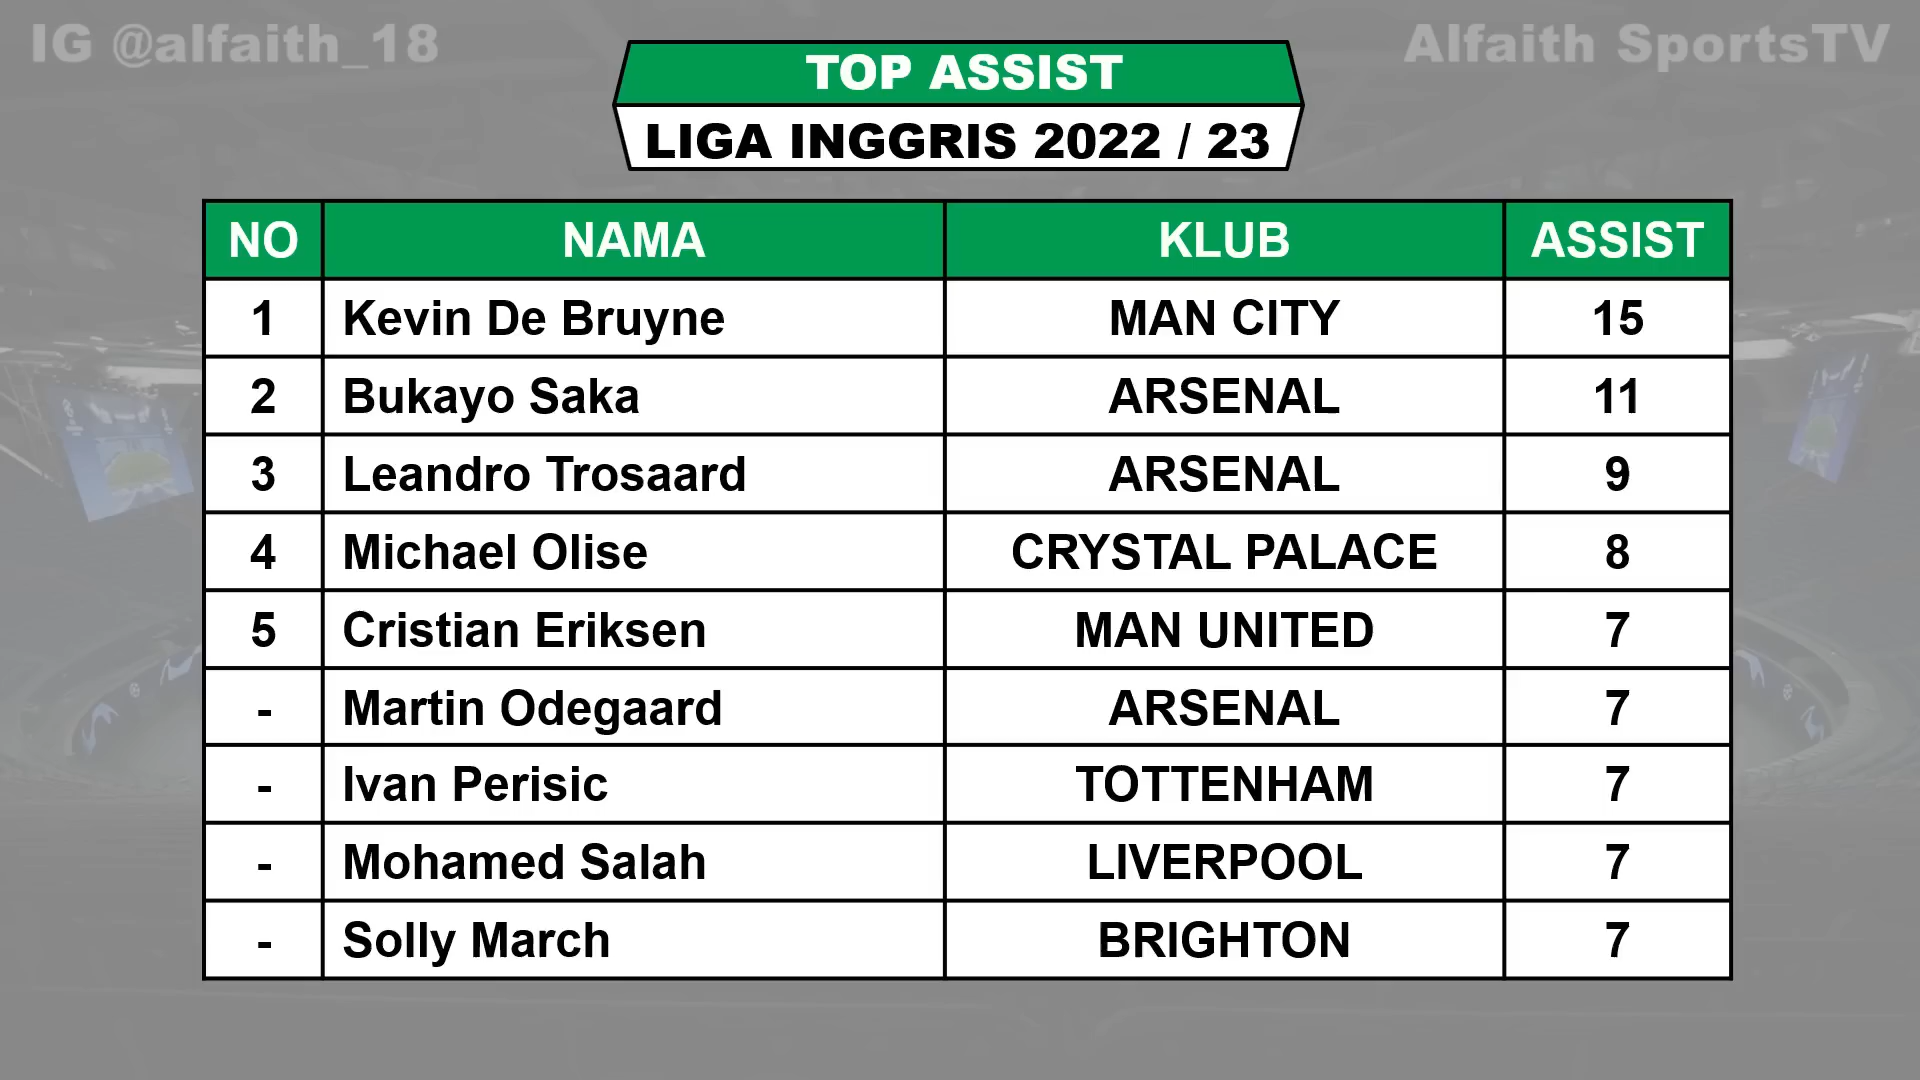 IG @alfaith_18
Alfaith SportsTV
TOP ASSIST
LIGA INGGRIS 2022 / 23
NO NAMA KLUB ASSIST
1 Kevin De Bruyne MAN CITY 15
2 Bukayo Saka ARSENAL 11
3 Leandro Trosaard ARSENAL 9
4 Michael Olise CRYSTAL PALACE 8
5 Cristian Eriksen MAN UNITED 7
- Martin Odegaard ARSENAL 7
- Ivan Perisic TOTTENHAM 7
- Mohamed Salah LIVERPOOL 7
- Solly March BRIGHTON 7